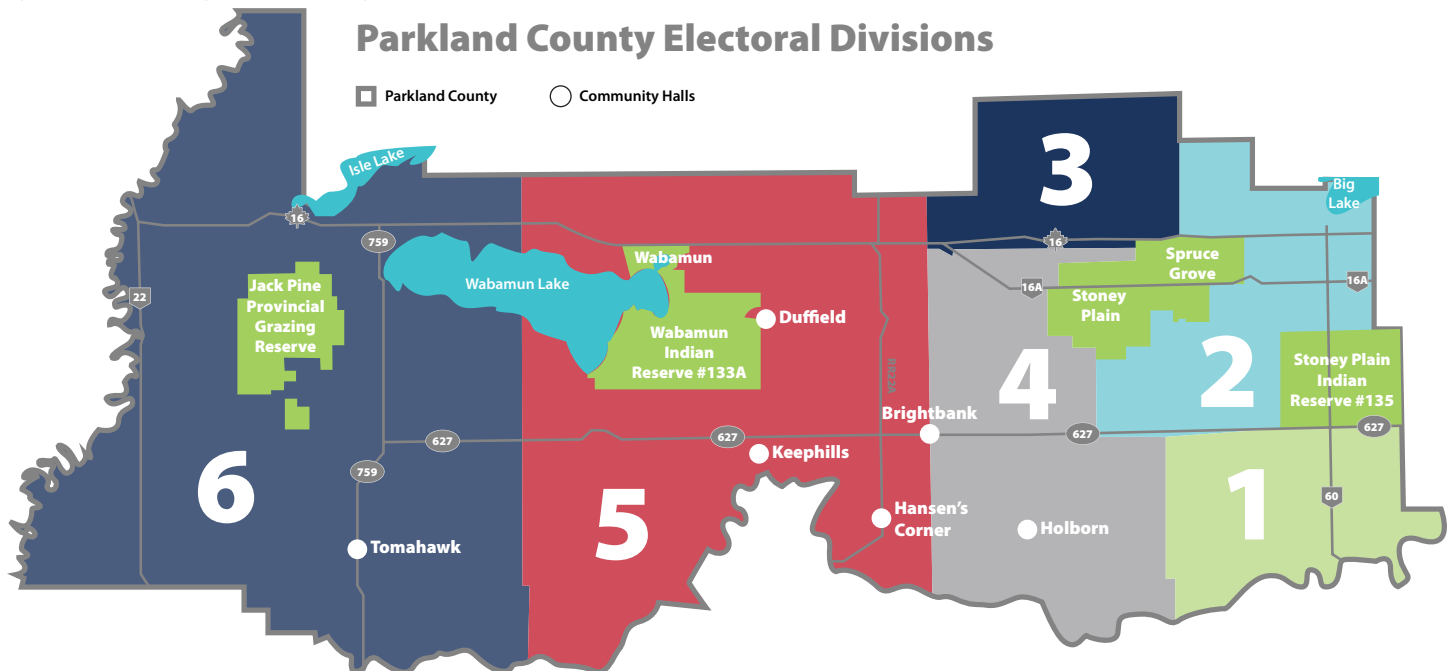 Parkland County Electoral Divisions
Parkland County
Community Halls
Isle Lake
16
759
22
Jack Pine
Provincial
Grazing
Reserve
Wabamun Lake
Wabamun
Wabamun
Indian
Reserve #133A
Duffield
RR22A
3
16
Big
Lake
Spruce
Grove
16A
16A
Stoney
Plain
4
2
Stoney Plain
Indian
Reserve #135
Brightbank
627
627
627
627
Keephills
759
6
5
1
60
Hansen's
Corner
Holborn
Tomahawk